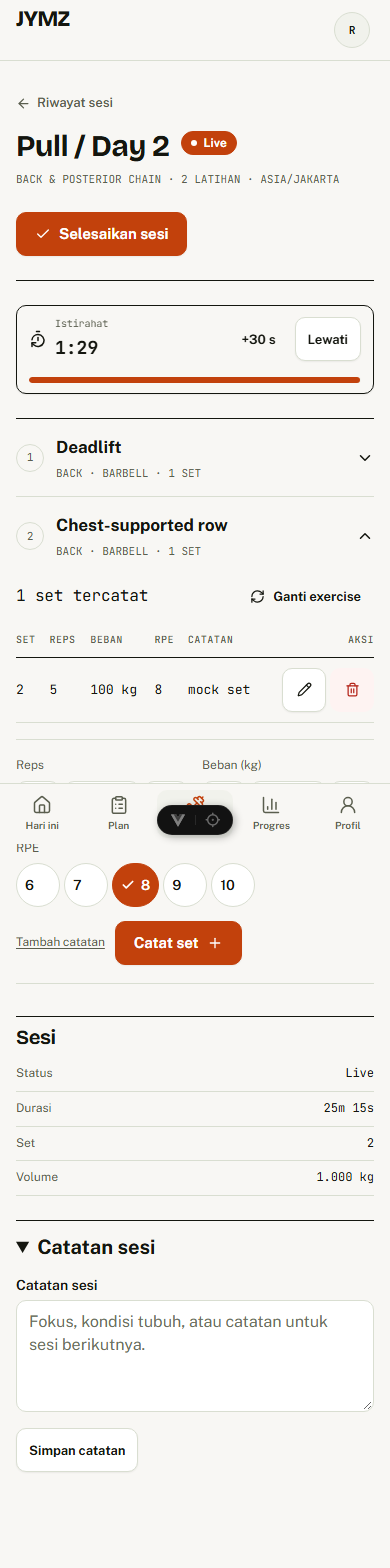 JYMZ
R
← Riwayat sesi
Pull / Day 2
Live
BACK & POSTERIOR CHAIN · 2 LATIHAN · ASIA/JAKARTA
Selesaikan sesi
Istirahat
1:29
+30 s
Lewati
1
Deadlift
BACK · BARBELL · 1 SET
2
Chest-supported row
BACK · BARBELL · 1 SET
1 set tercatat
Ganti exercise
SET REPS BEBAN RPE CATATAN AKSI
2 5 100 kg 8 mock set
Reps Beban (kg)
Hari ini Plan Progres Profil
RPE
6 7 8 9 10
Tambah catatan
Catat set +
Sesi
Status Live
Durasi 25m 15s
Set 2
Volume 1.000 kg
▼ Catatan sesi
Catatan sesi
Fokus, kondisi tubuh, atau catatan untuk
sesi berikutnya.
Simpan catatan